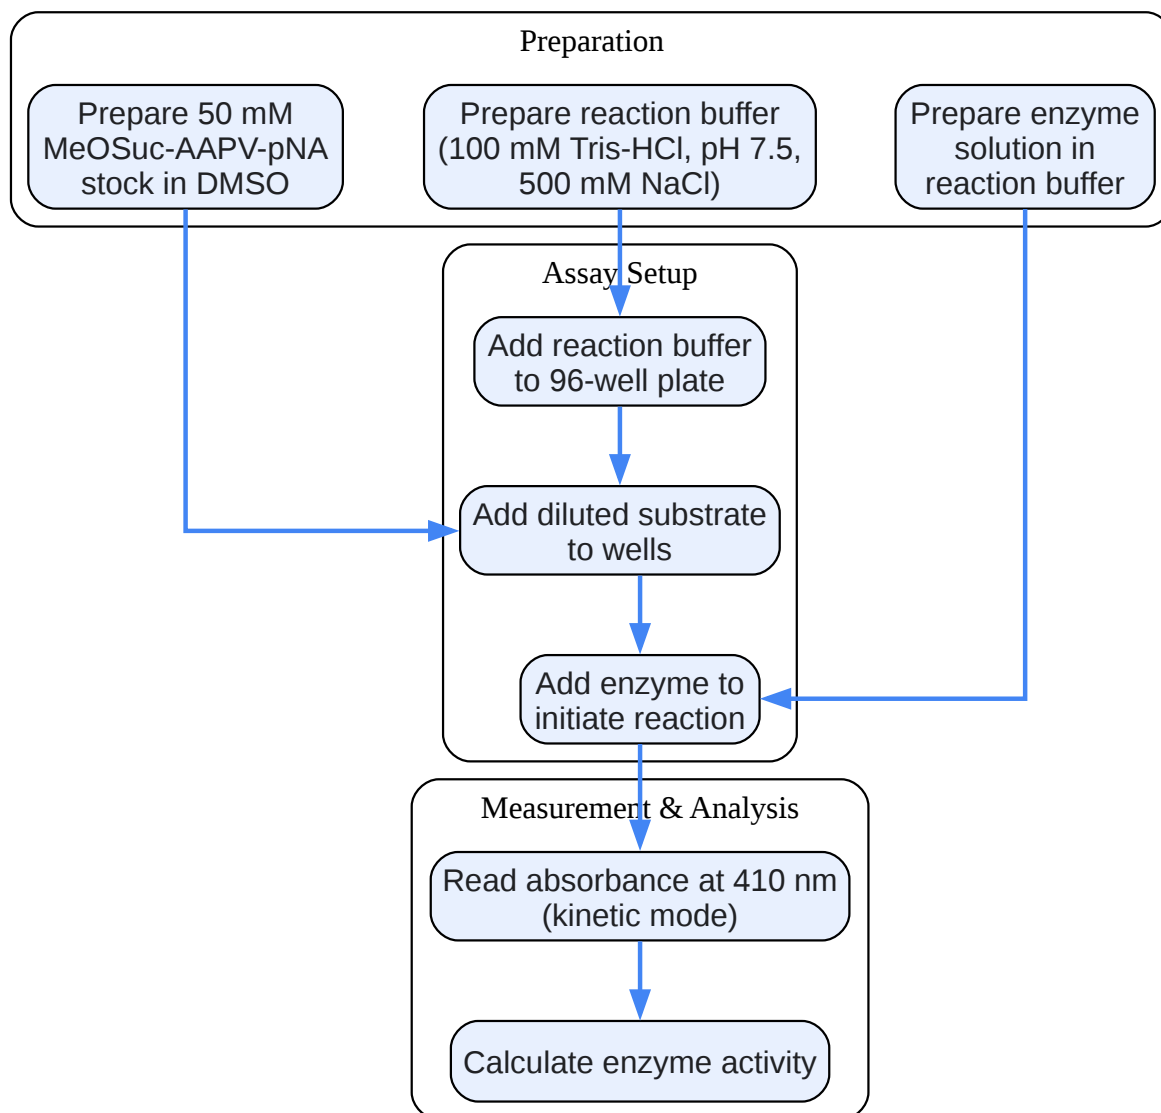 Preparation
Prepare 50 mM
MeOSuc-AAPV-pNA
stock in DMSO
Prepare reaction buffer
(100 mM Tris-HCl, pH 7.5,
500 mM NaCl)
Prepare enzyme
solution in
reaction buffer
Assay Setup
Add reaction buffer
to 96-well plate
Add diluted substrate
to wells
Add enzyme to
initiate reaction
Measurement & Analysis
Read absorbance at 410 nm
(kinetic mode)
Calculate enzyme activity